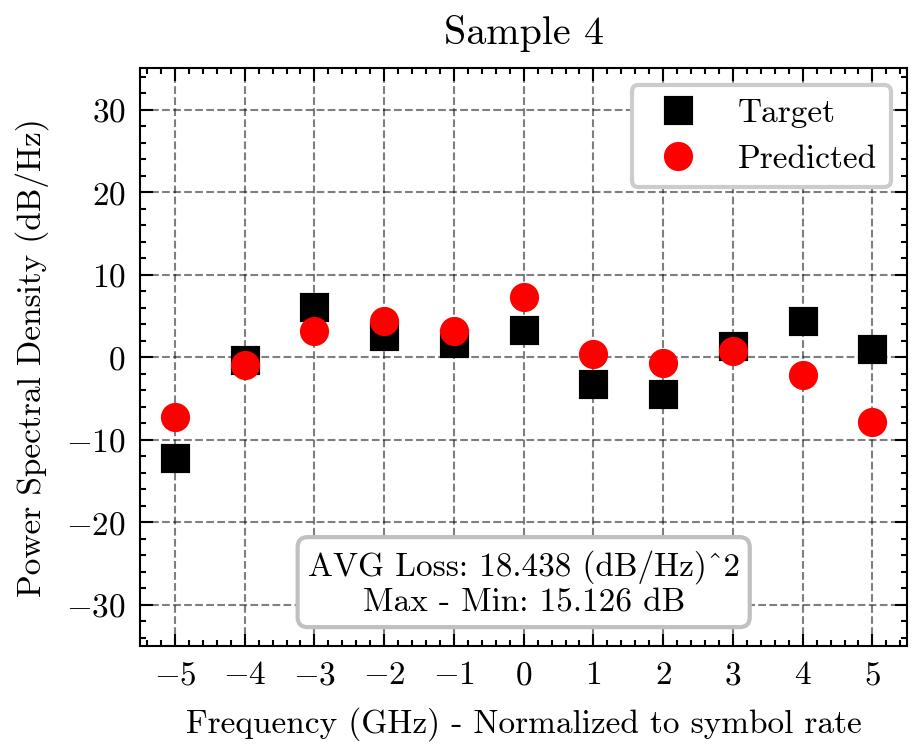 Sample 4
Target
Predicted
Power Spectral Density (dB/Hz)
30
20
10
0
−10
−20
−30
AVG Loss: 18.438 (dB/Hz)^2
Max - Min: 15.126 dB
−5 −4 −3 −2 −1 0 1 2 3 4 5
Frequency (GHz) - Normalized to symbol rate